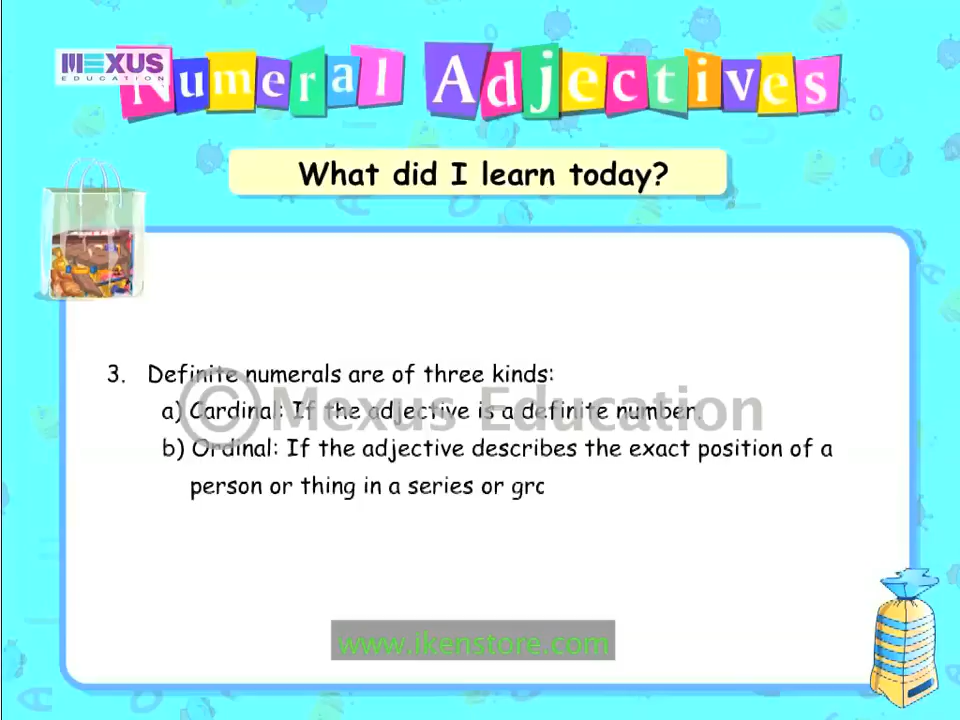 MEXUS
EDUCATION
Numeral Adjectives
What did I learn today?
3. Definite numerals are of three kinds:
a) Cardinal: If the adjective is a definite number.
b) Ordinal: If the adjective describes the exact position of a
person or thing in a series or grc
© Mexus Education
www.ikenstore.com